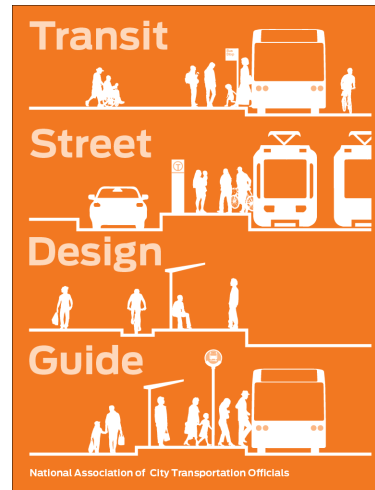 Transit
Street
T
Design
Guide
National Association of City Transportation Officials